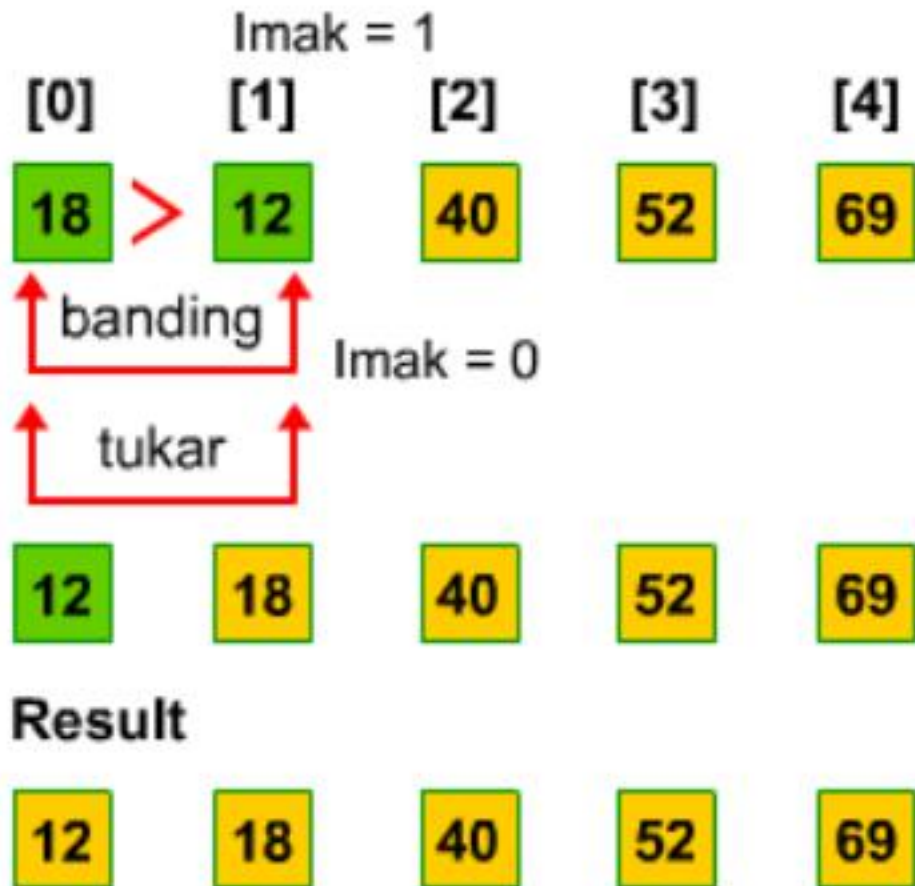 Imak = 1
[0] [1] [2] [3] [4]
18 > 12 40 52 69
banding
Imak = 0
tukar
12 18 40 52 69
Result
12 18 40 52 69